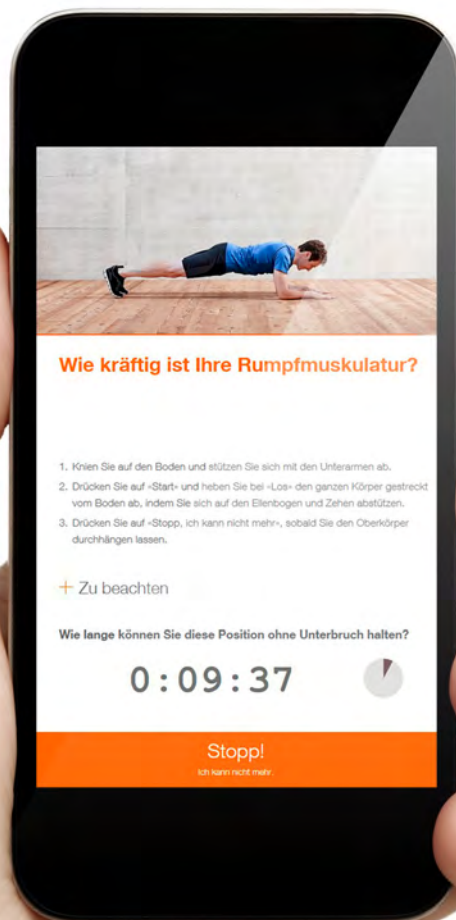 Wie kräftig ist Ihre Rumpfmuskulatur?
1. Knien Sie auf den Boden und stützen Sie sich mit den Unterarmen ab.
2. Drücken Sie auf «Start» und heben Sie bei «Los» den ganzen Körper gestreckt
vom Boden ab, indem Sie sich auf den Ellenbogen und Zehen abstützen.
3. Drücken Sie auf «Stopp, ich kann nicht mehr», sobald Sie den Oberkörper
durchhängen lassen.
+ Zu beachten
Wie lange können Sie diese Position ohne Unterbruch halten?
0:09:37
Stopp!
Ich kann nicht mehr.